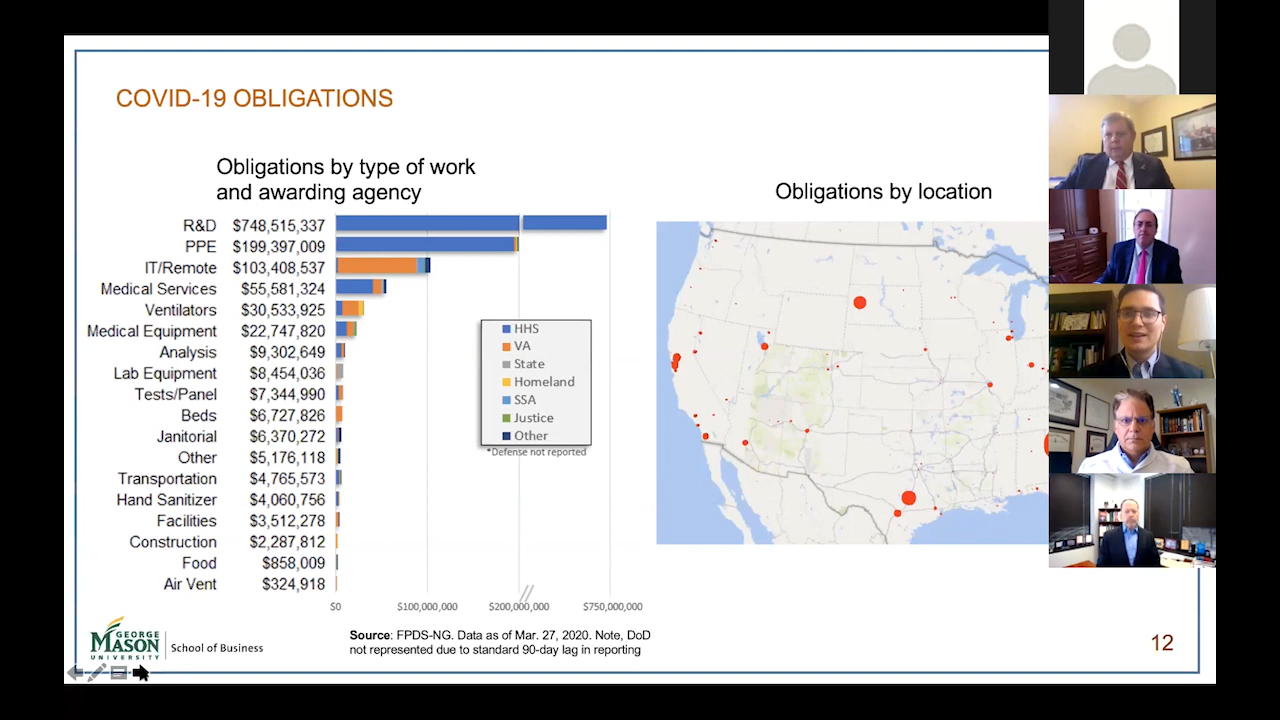 COVID-19 OBLIGATIONS
Obligations by type of work
and awarding agency
R&D $748,515,337
PPE $199,397,009
IT/Remote $103,408,537
Medical Services $55,581,324
Ventilators $30,533,925
Medical Equipment $22,747,820
Analysis $9,302,649
Lab Equipment $8,454,036
Tests/Panel $7,344,990
Beds $6,727,826
Janitorial $6,370,272
Other $5,176,118
Transportation $4,765,573
Hand Sanitizer $4,060,756
Facilities $3,512,278
Construction $2,287,812
Food $858,009
Air Vent $324,918
HHS
VA
State
Homeland
SSA
Justice
Other
*Defense not reported
$0 $100,000,000 $200,000,000 $750,000,000
Obligations by location
Source: FPDS-NG. Data as of Mar. 27, 2020. Note, DoD
not represented due to standard 90-day lag in reporting
GEORGE
MASON
UNIVERSITY
School of Business
12